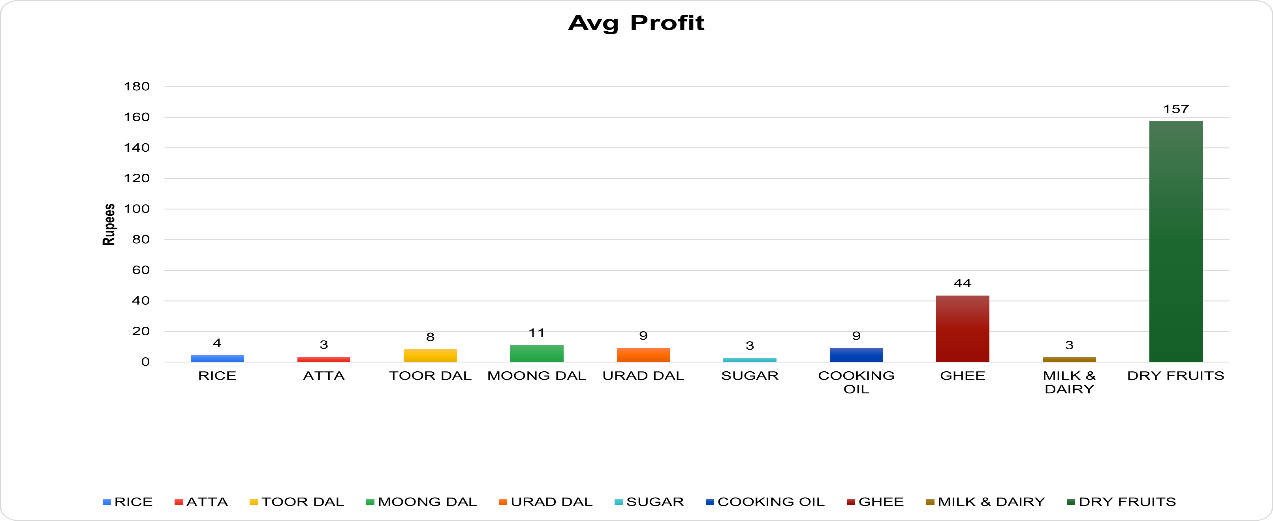 Avg Profit
180
160
140
120
100
80
60
40
20
0
Rupees
4
3
8
11
9
3
9
44
3
157
RICE
ATTA
TOOR DAL
MOONG DAL
URAD DAL
SUGAR
COOKING
OIL
GHEE
MILK &
DAIRY
DRY FRUITS
RICE ATTA TOOR DAL MOONG DAL URAD DAL SUGAR COOKING OIL GHEE MILK & DAIRY DRY FRUITS